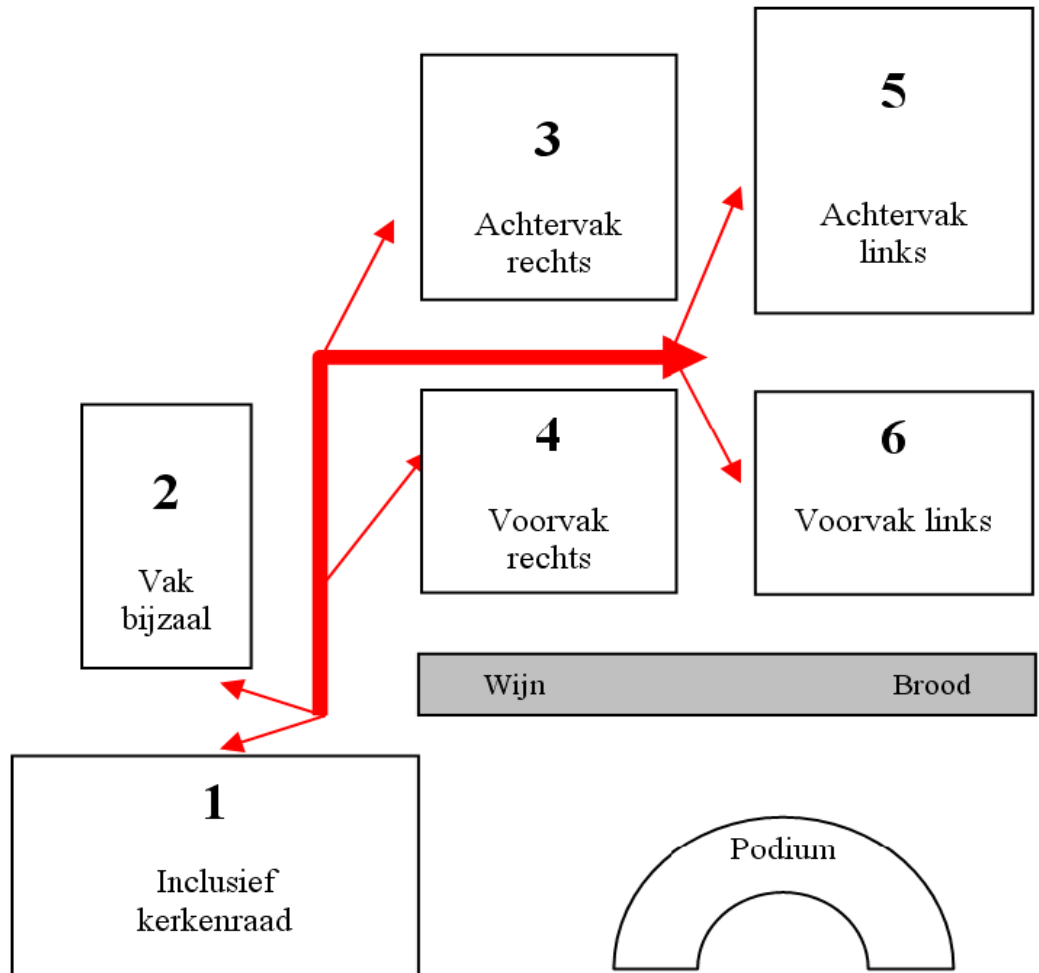 5
Achtervak
links
3
Achtervak
rechts
4
Voorvak
rechts
6
Voorvak links
2
Vak
bijzaal
Wijn
Brood
1
Inclusief
kerkenraad
Podium